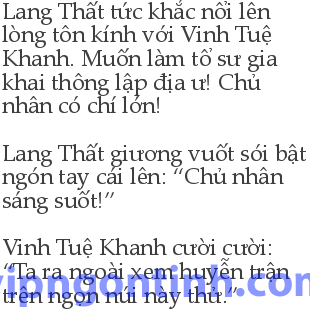 Lang Thất tức khắc nổi lên
lòng tôn kính với Vinh Tuệ
Khanh. Muốn làm tổ sư gia
khai thông lập địa ư! Chủ
nhân có chí lớn!
Lang Thất giương vuốt sói bật
ngón tay cái lên: “Chủ nhân
sáng suốt!”
Vinh Tuệ Khanh cười cười:
“Ta ra ngoài xem huyễn trận
trên ngọn núi này thử.”
vipngontinh.com